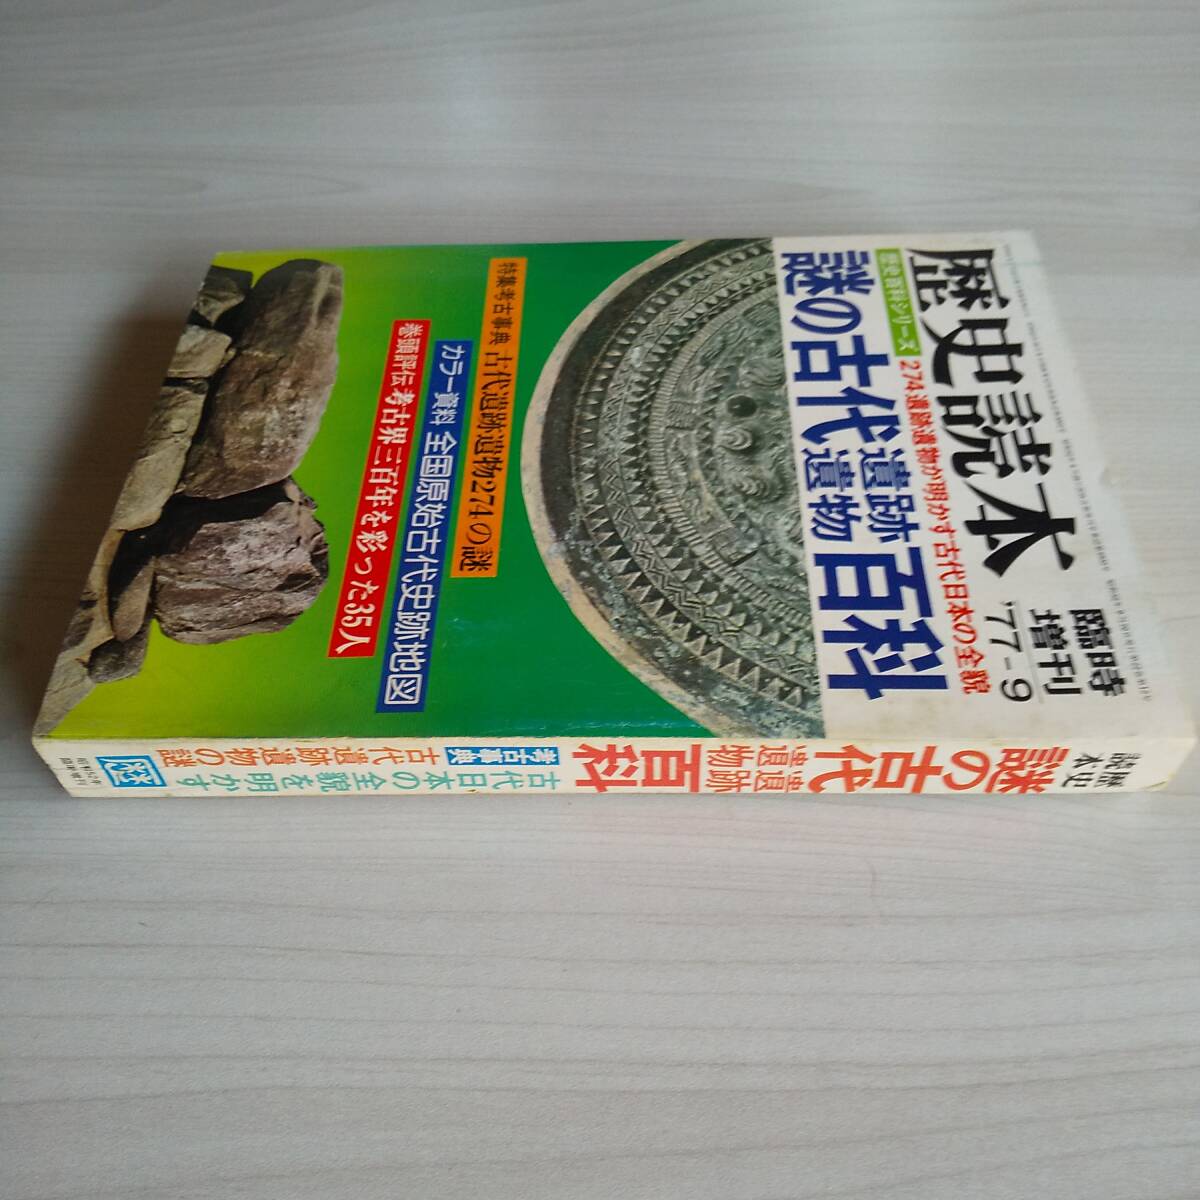 歴史読本
臨時
増刊
'77-9
歴史百科シリーズ
274遺跡遺物が明かす古代日本の全貌
謎の古代遺跡遺物百科
特集考古事典 古代遺跡遺物274の謎
カラー資料 全国原始古代史跡地図
巻頭評伝考古界三百年を彩った35人
歴史読本
謎の古代遺跡遺物百科
考古事典 古代遺跡遺物の謎
古代日本の全貌を明かす